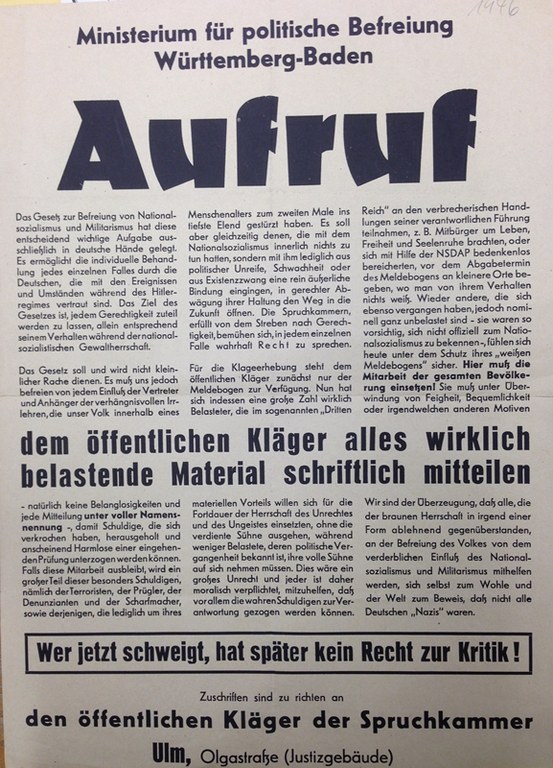 1946
Ministerium für politische Befreiung
Württemberg-Baden
Aufruf
Das Gesetz zur Befreiung von National-
sozialismus und Militarismus hat diese
entscheidend wichtige Aufgabe aus-
schließlich in deutsche Hände gelegt.
Es ermöglicht die individuelle Behand-
lung jedes einzelnen Falles durch die
Deutschen, die mit den Ereignissen
und Umständen während des Hitler-
regimes vertraut sind. Das Ziel des
Gesetzes ist, jedem Gerechtigkeit zuteil
werden zu lassen, allein entsprechend
seinem Verhalten während der national-
sozialistischen Gewaltherrschaft.
Das Gesetz soll und wird nicht klein-
licher Rache dienen. Es muß uns jedoch
befreien von jedem Einfluß der Vertreter
und Anhänger der verhängnisvollen Irr-
lehren, die unser Volk innerhalb eines
Menschenalters zum zweiten Male ins
tiefste Elend gestürzt haben. Es soll
aber gleichzeitig denen, die mit dem
Nationalsozialismus innerlich nichts zu
tun hatten, sondern mit ihm lediglich aus
politischer Unreife, Schwachheit oder
aus Existenzzwang eine rein äußerliche
Bindung eingingen, in gerechter Ab-
wägung ihrer Haltung den Weg in die
Zukunft öffnen. Die Spruchkammern,
erfüllt von dem Streben nach Gerech-
tigkeit, bemühen sich, in jedem einzelnen
Falle wahrhaft Recht zu sprechen.
Für die Klageerhebung steht dem
öffentlichen Kläger zunächst nur der
Meldebogen zur Verfügung. Nun hat
sich indessen eine große Zahl wirklich
Belasteter, die im sogenannten „Dritten
Reich" an den verbrecherischen Hand-
lungen seiner verantwortlichen Führung
teilnahmen, z. B. Mitbürger um Leben,
Freiheit und Seelenruhe brachten, oder
sich mit Hilfe der NSDAP bedenkenlos
bereicherten, vor dem Abgabetermin
des Meldebogens an kleinere Orte be-
geben, wo man von ihrem Verhalten
nichts weiß. Wieder andere, die sich
ebenso vergangen haben, jedoch nomi-
nell ganz unbelastet sind - sie waren so
vorsichtig, sich nicht offiziell zum Natio-
nalsozialismus zu bekennen-, fühlen sich
heute unter dem Schutz ihres „weißen
Meldebogens" sicher. Hier muß die
Mitarbeit der gesamten Bevölke-
rung einsetzen! Sie muß unter Über-
windung von Feigheit, Bequemlichkeit
oder irgendwelchen anderen Motiven
dem öffentlichen Kläger alles wirklich
belastende Material schriftlich mitteilen
- natürlich keine Belanglosigkeiten und
jede Mitteilung unter voller Namens-
nennung -, damit Schuldige, die sich
verkrochen haben, herausgeholt und
anscheinend Harmlose einer eingehen-
den Prüfung unterzogen werden können.
Falls diese Mitarbeit ausbleibt, wird ein
großer Teil dieser besonders Schuldigen,
nämlich der Terroristen, der Prügler, der
Denunzianten und der Scharfmacher,
sowie derjenigen, die lediglich um ihres
materiellen Vorteils willen sich für die
Fortdauer der Herrschaft des Unrechtes
und des Ungeistes einsetzten, ohne die
verdiente Sühne ausgehen, während
weniger Belastete, deren politische Ver-
gangenheit bekannt ist, ihre volle Sühne
auf sich nehmen müssen. Dies wäre ein
großes Unrecht und jeder ist daher
moralisch verpflichtet, mitzuhelfen, daß
vor allem die wahren Schuldigen zur Ver-
antwortung gezogen werden können.
Wir sind der Überzeugung, daß alle, die
der braunen Herrschaft in irgend einer
Form ablehnend gegenüberstanden,
an der Befreiung des Volkes von dem
verderblichen Einfluß des National-
sozialismus und Militarismus mithelfen
werden, sich selbst zum Wohle und
der Welt zum Beweis, daß nicht alle
Deutschen „Nazis" waren.
Wer jetzt schweigt, hat später kein Recht zur Kritik!
Zuschriften sind zu richten an
den öffentlichen Kläger der Spruchkammer
Ulm, Olgastraße (Justizgebäude)